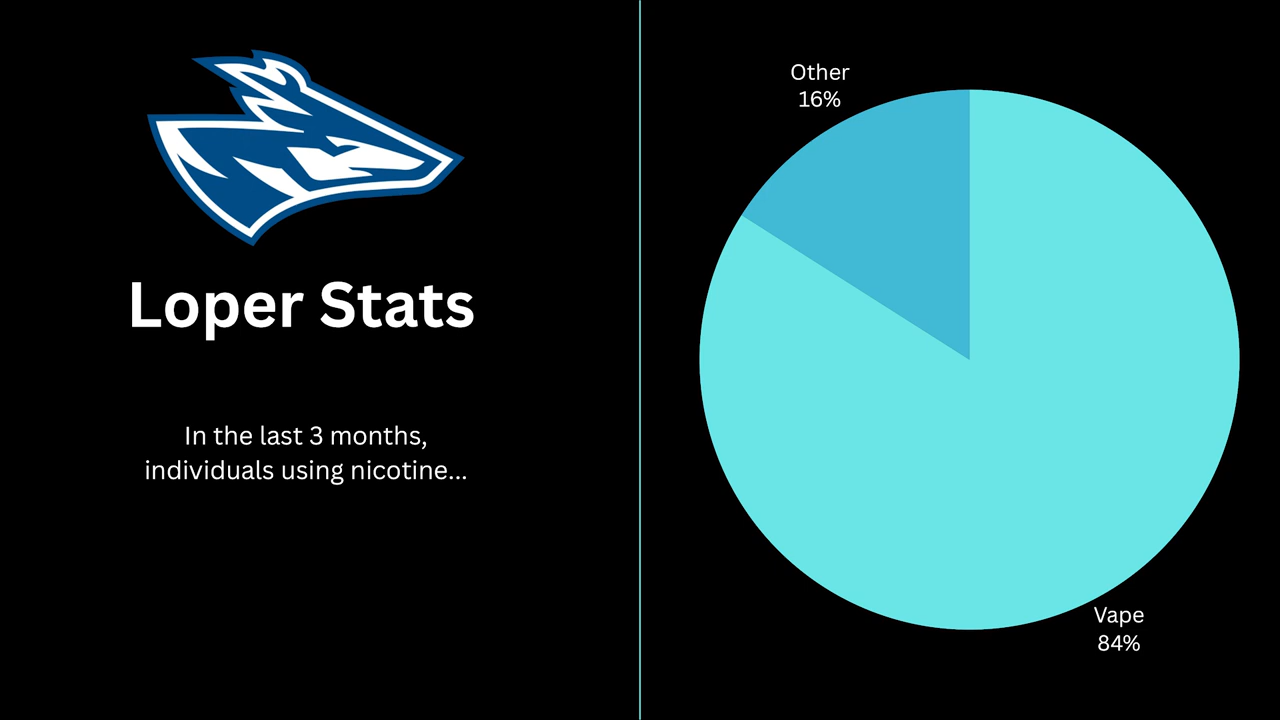 Loper Stats
In the last 3 months,
individuals using nicotine...
Other
16%
Vape
84%